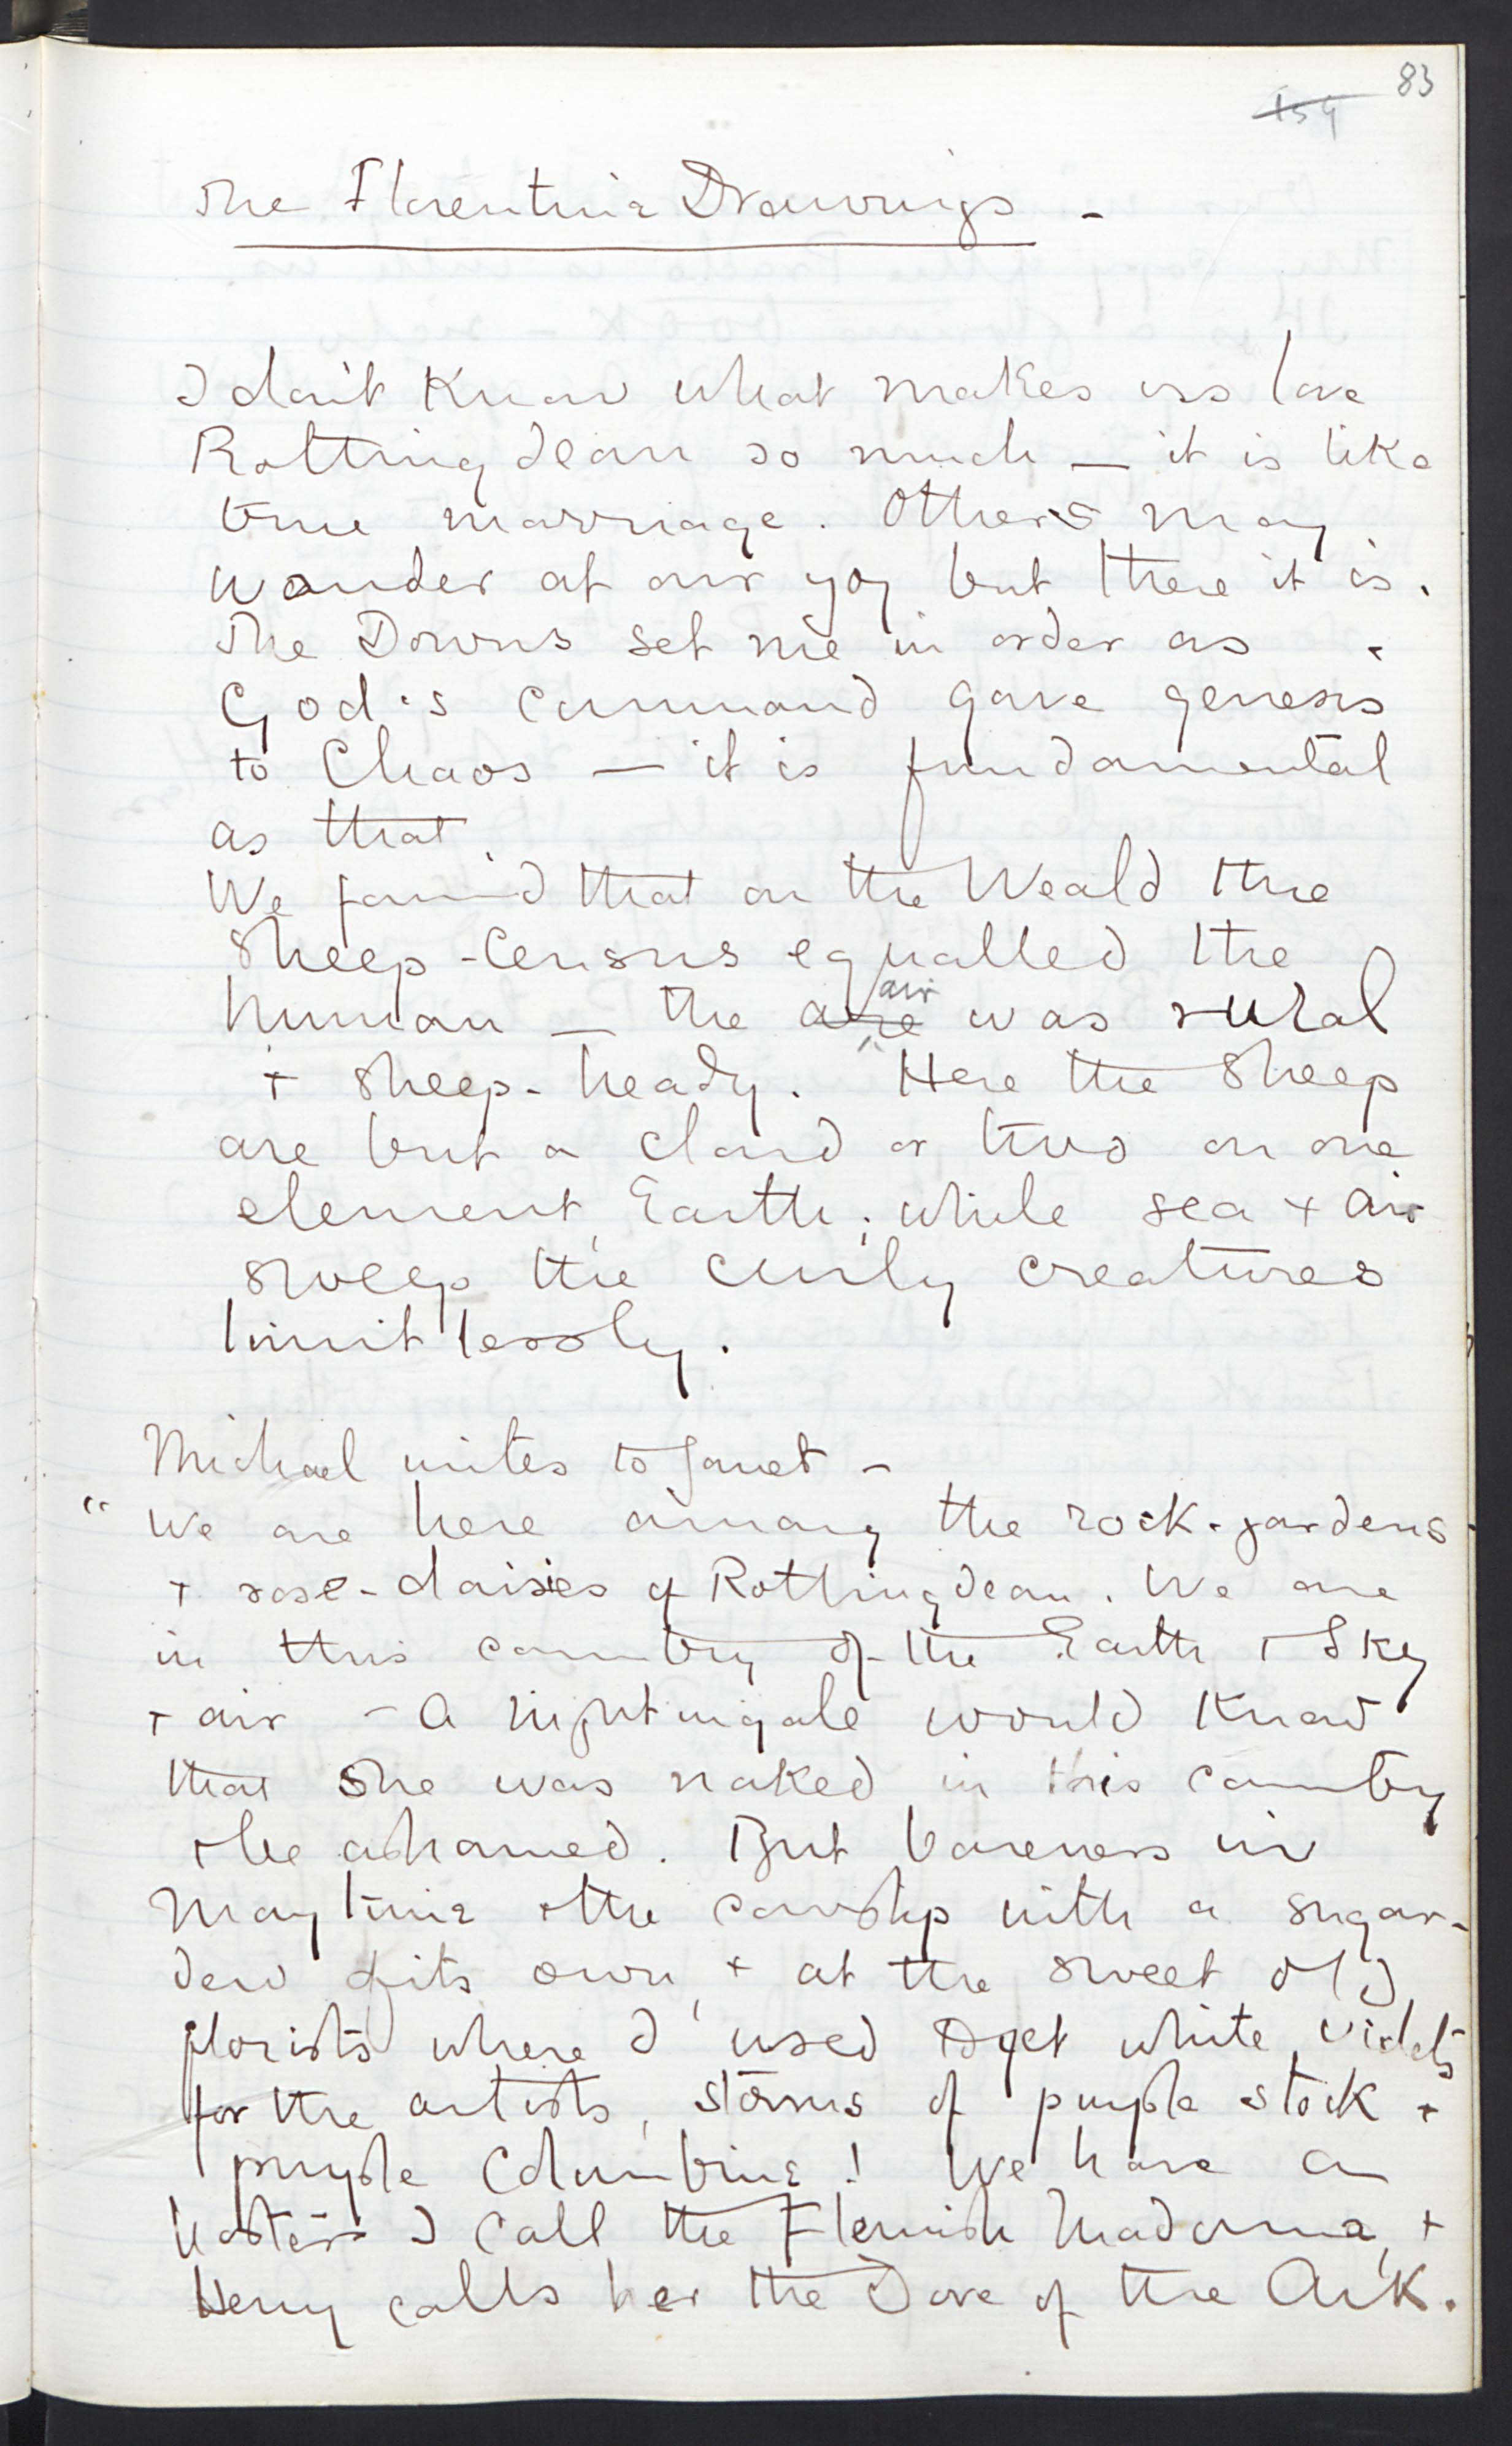 83
159
The Florentine Drawings -
I don't know what makes us love
Rottingdean so much — it is like
true marriage. Others may
wonder at our joy but there it is.
The Downs set me in order as
God's command gave genesis
to Chaos — it is fundamental
as that.
We found that on the Weald the
sheep-census equalled the
human — the are air was rural
+ sheep-heady. Here the sheep
are but a cloud or two on one
element, Earth; while sea + air
sweep the curly creatures
limitlessly.
Michael writes to Janet -
"We are here among the rock-gardens
+ rose-daisies of Rottingdean. We are
in this country of the Earth + Sky
+ air - a nightingale would know
that she was naked in this country
+ be ashamed. But bareness in
Maytime + the cowslip with a sugar-
dew of its own, + at the sweet old
florists where I used to get white violets
for the artists, storms of purple stock +
purple Columbine! We have a
I call the Flemish Madonna, +
Henry calls her the Dove of the Ark.